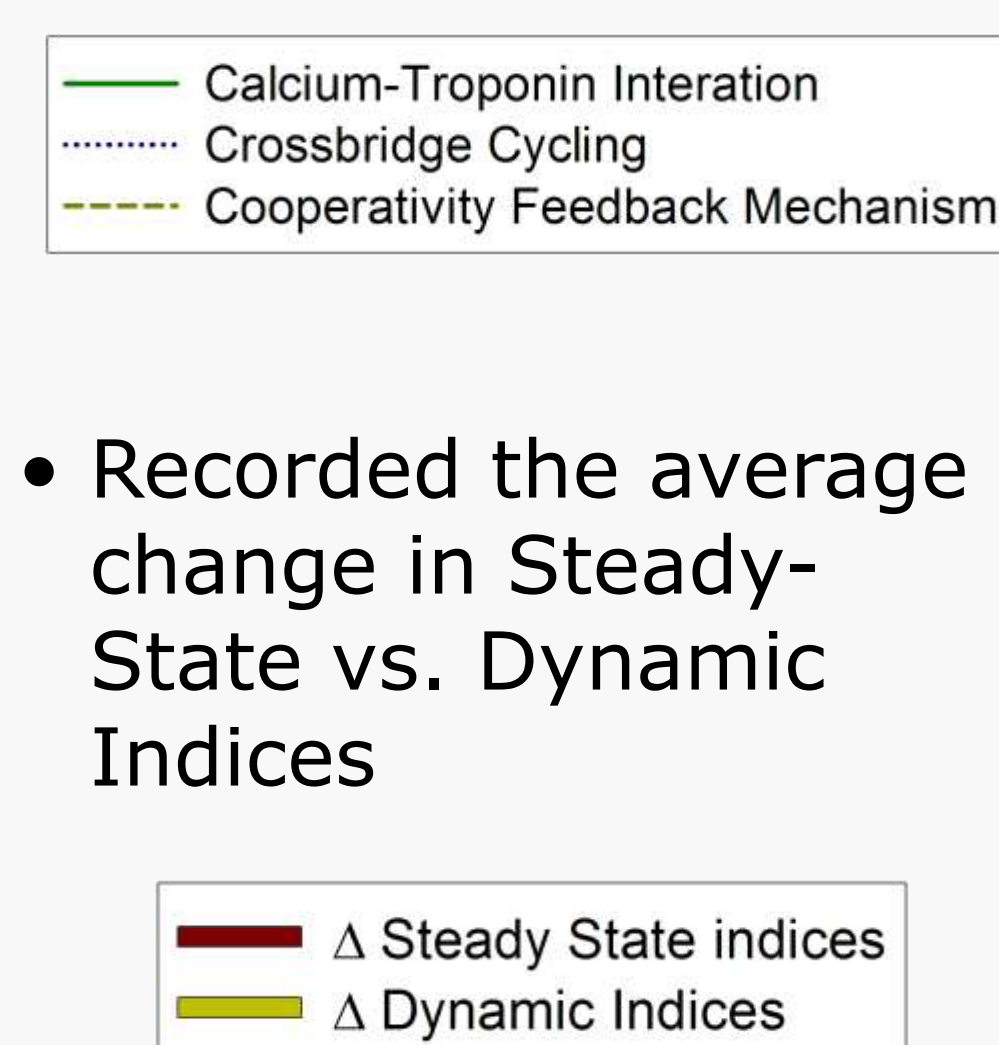 Calcium-Troponin Interation
Crossbridge Cycling
Cooperativity Feedback Mechanism
• Recorded the average
change in Steady-
State vs. Dynamic
Indices
Δ Steady State indices
Δ Dynamic Indices